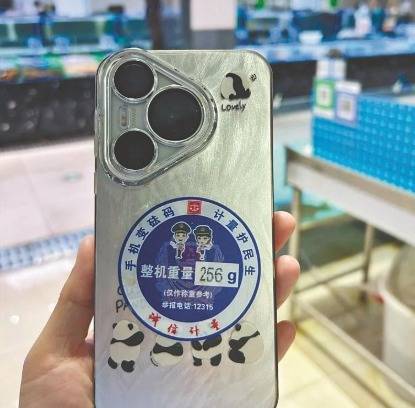 Lovely
手机变砝码 计量护民生
整机重量 256 g
(仅作称重参考)
举报电话:12315
诚信计量